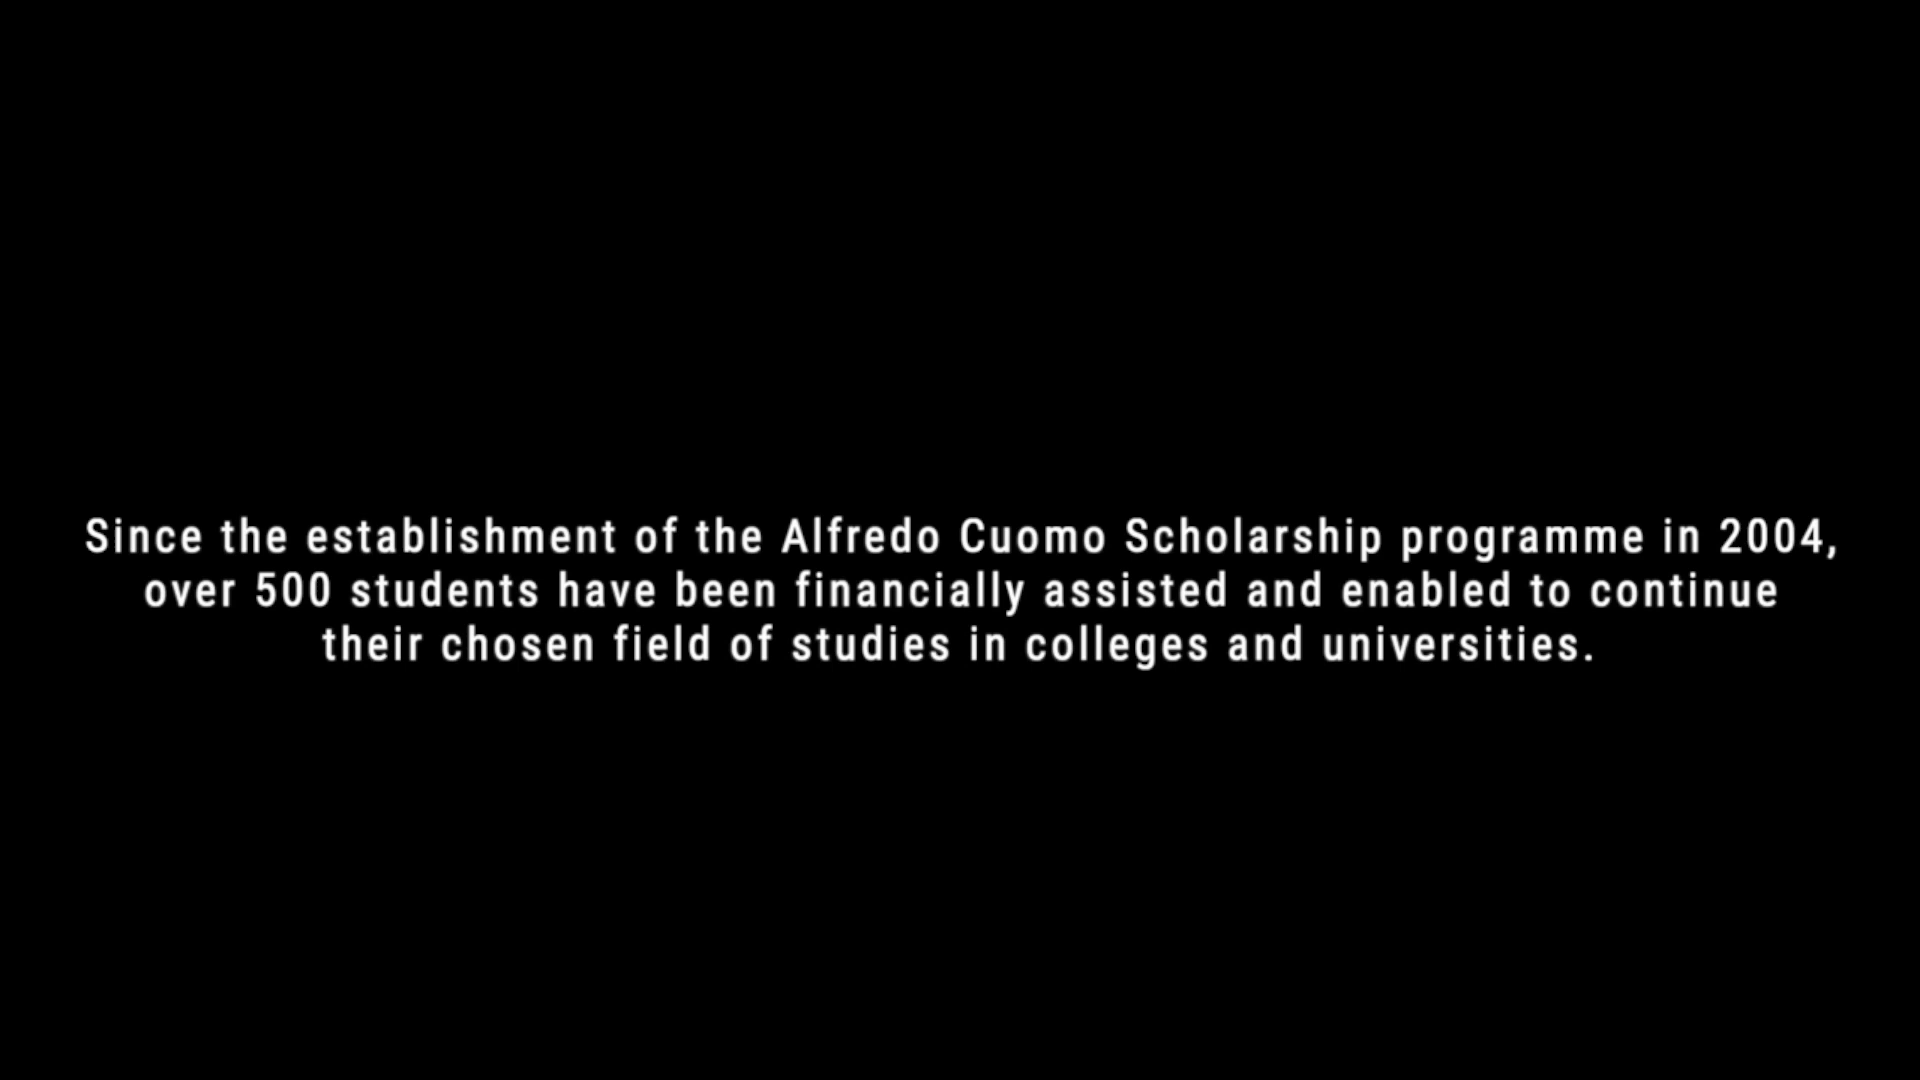 Since the establishment of the Alfredo Cuomo Scholarship programme in 2004,
over 500 students have been financially assisted and enabled to continue
their chosen field of studies in colleges and universities.